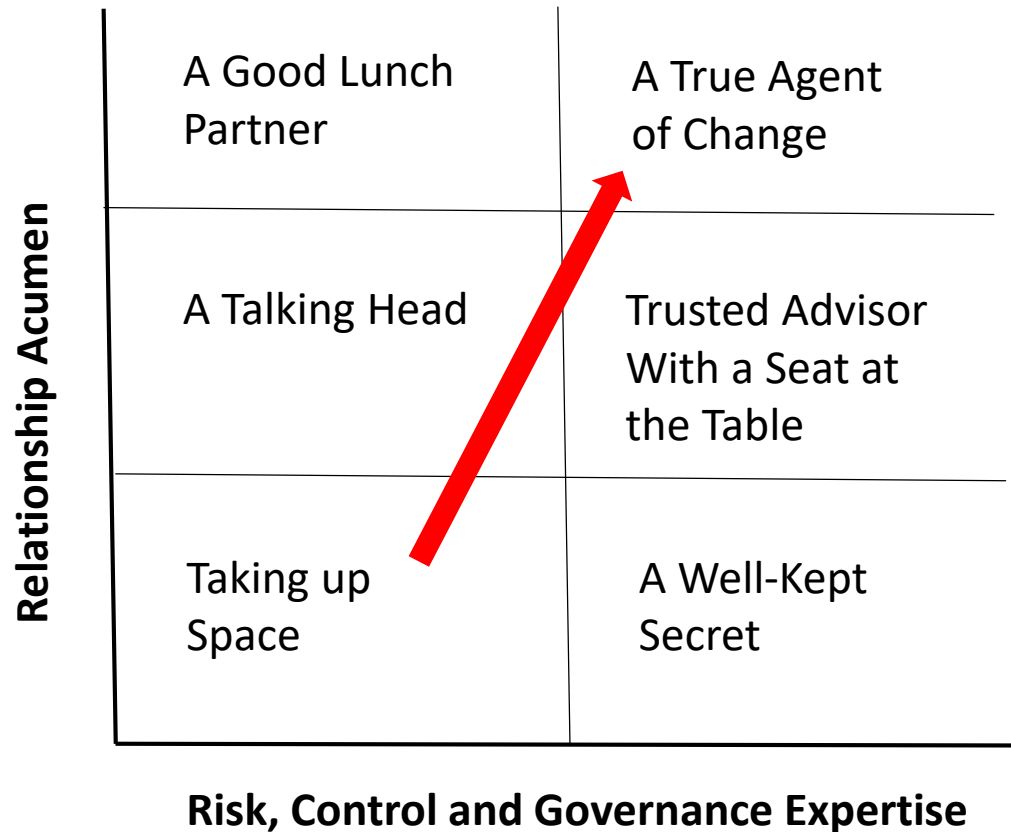 A Good Lunch
Partner
A True Agent
of Change
A Talking Head
Trusted Advisor
With a Seat at
the Table
Taking up
Space
A Well-Kept
Secret
Relationship Acumen
Risk, Control and Governance Expertise